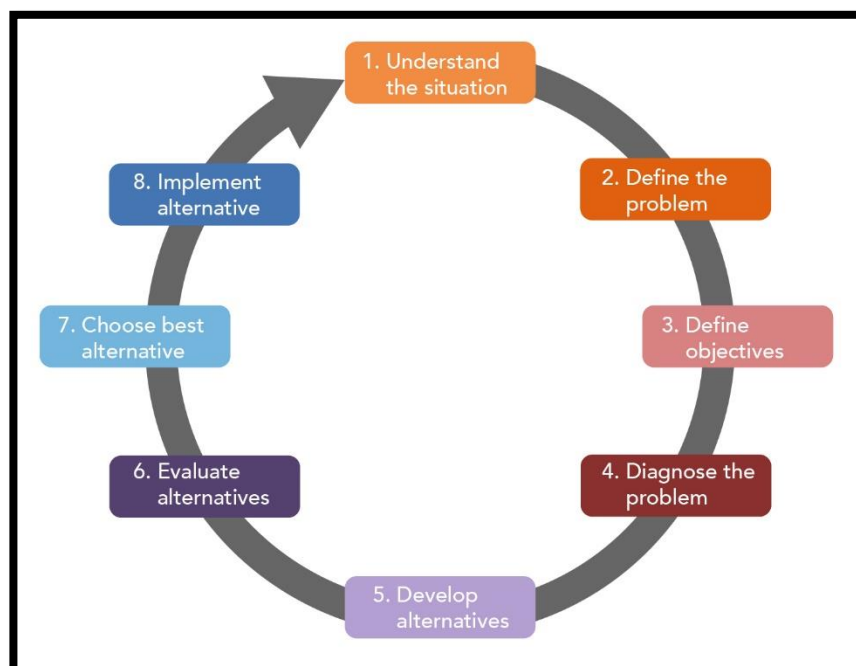 1. Understand
the situation
2. Define the
problem
3. Define
objectives
4. Diagnose the
problem
5. Develop
alternatives
6. Evaluate
alternatives
7. Choose best
alternative
8. Implement
alternative